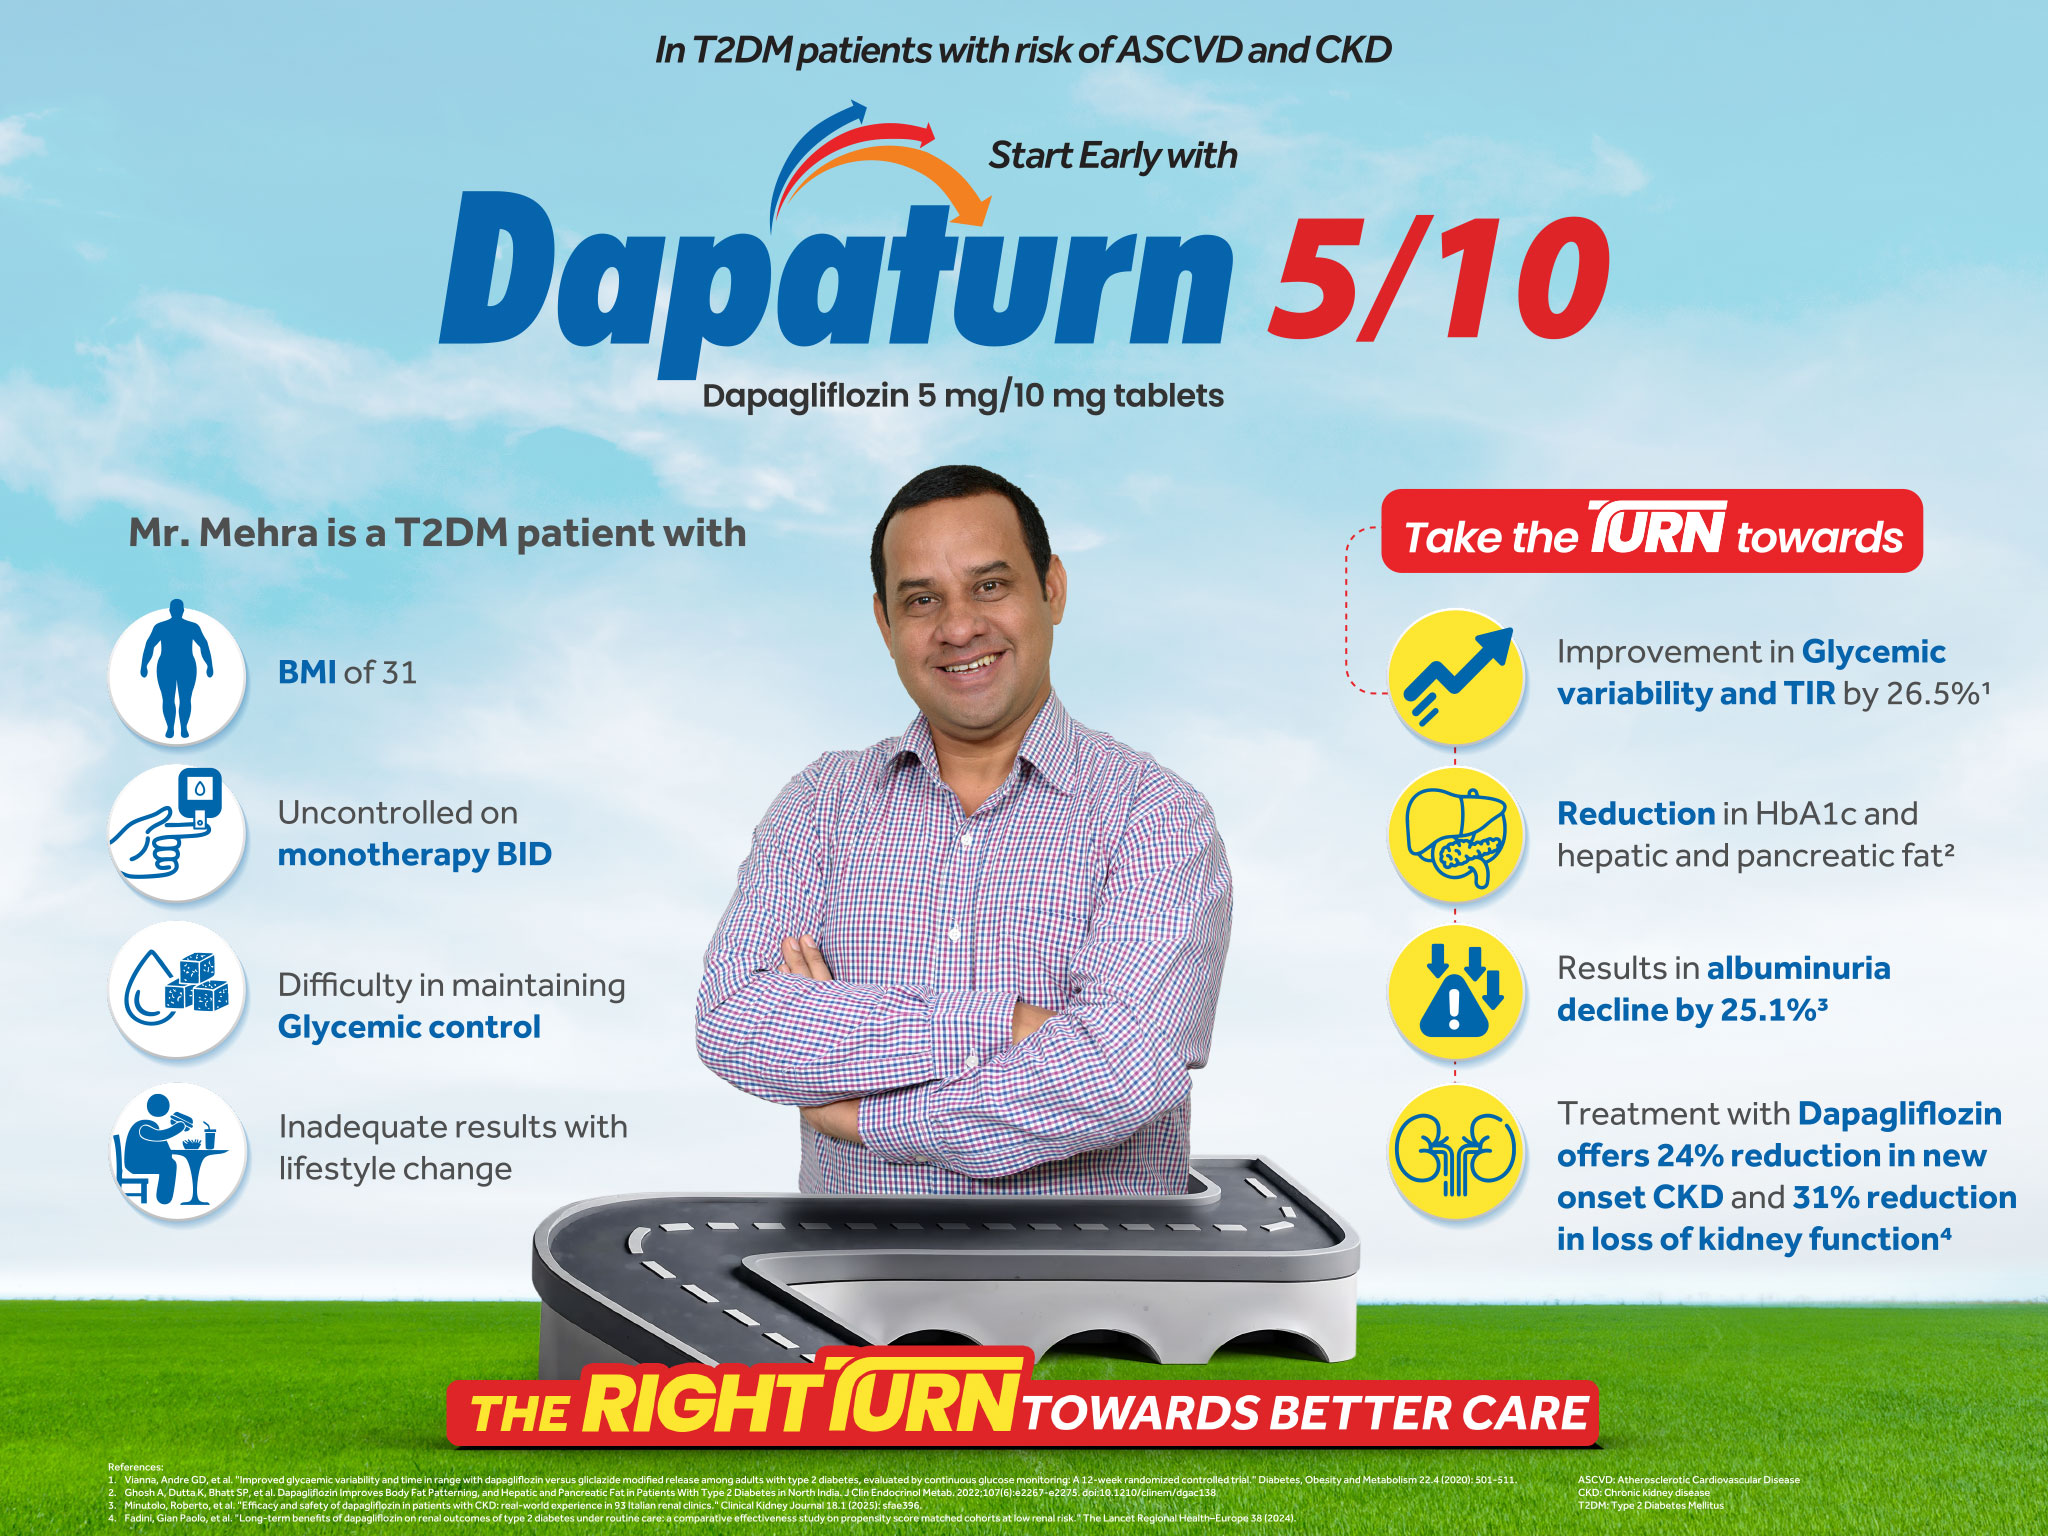 In T2DM patients with risk of ASCVD and CKD
Start Early with
Dapaturn 5/10
Dapagliflozin 5 mg/10 mg tablets
Mr. Mehra is a T2DM patient with
BMI of 31
Uncontrolled on
monotherapy BID
Difficulty in maintaining
Glycemic control
Inadequate results with
lifestyle change
Take the TURN towards
Improvement in Glycemic
variability and TIR by 26.5%¹
Reduction in HbA1c and
hepatic and pancreatic fat²
Results in albuminuria
decline by 25.1%³
Treatment with Dapagliflozin
offers 24% reduction in new
onset CKD and 31% reduction
in loss of kidney function⁴
THE RIGHT TURN TOWARDS BETTER CARE
References:
1. Vianna, Andre GD, et al. "Improved glycaemic variability and time in range with dapagliflozin versus gliclazide modified release among adults with type 2 diabetes, evaluated by continuous glucose monitoring: A 12-week randomized controlled trial." Diabetes, Obesity and Metabolism 22.4 (2020): 501-511.
2. Ghosh A, Dutta K, Bhatt SP, et al. Dapagliflozin Improves Body Fat Patterning, and Hepatic and Pancreatic Fat in Patients With Type 2 Diabetes in North India. J Clin Endocrinol Metab. 2022;107(6):e2267-e2275. doi:10.1210/clinem/dgac138
3. Minutolo, Roberto, et al. "Efficacy and safety of dapagliflozin in patients with CKD: real-world experience in 93 Italian renal clinics." Clinical Kidney Journal 18.1 (2025): sfae396.
4. Fadini, Gian Paolo, et al. "Long-term benefits of dapagliflozin on renal outcomes of type 2 diabetes under routine care: a comparative effectiveness study on propensity score matched cohorts at low renal risk." The Lancet Regional Health–Europe 38 (2024).
ASCVD: Atherosclerotic Cardiovascular Disease
CKD: Chronic kidney disease
T2DM: Type 2 Diabetes Mellitus